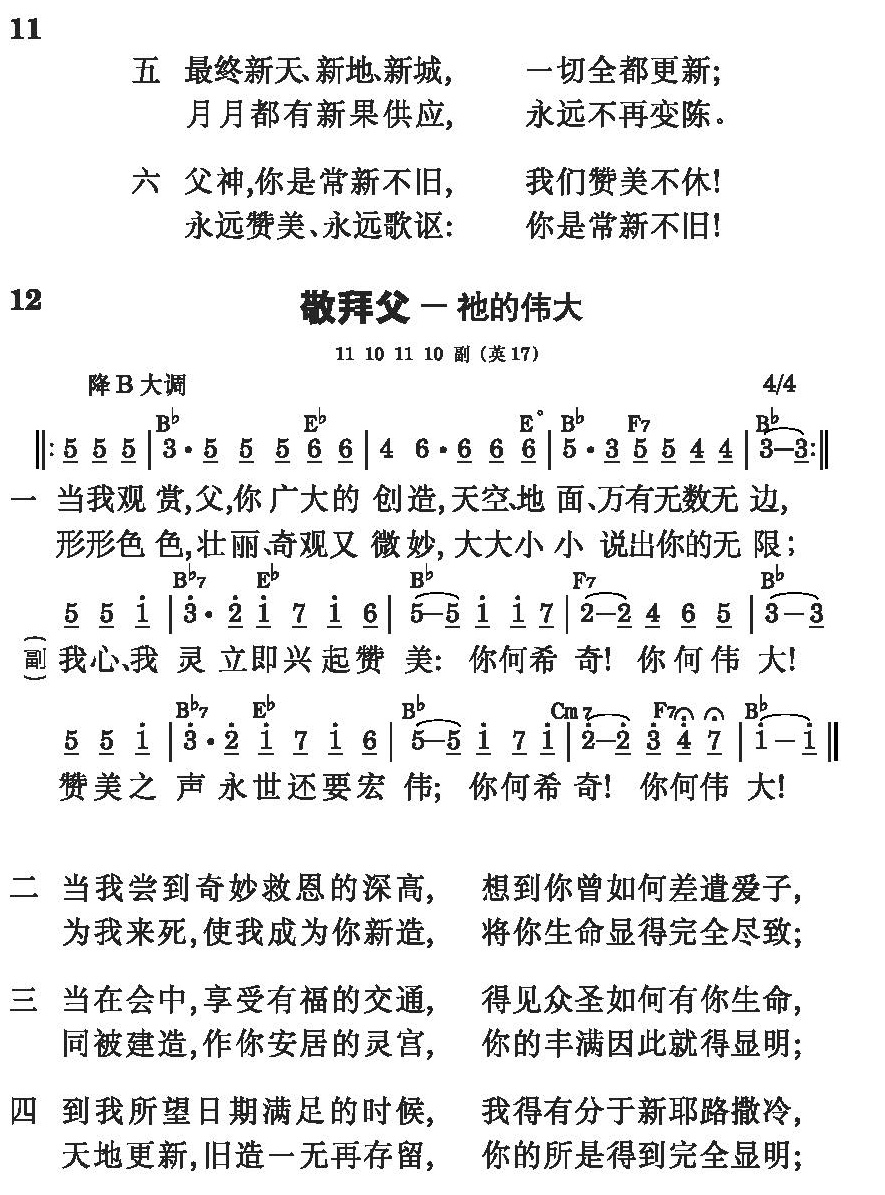 11
五 最终新天、新地、新城, 一切全都更新;
月月都有新果供应, 永远不再变陈。
六 父神,你是常新不旧, 我们赞美不休!
永远赞美、永远歌讴: 你是常新不旧!
12 敬拜父 — 祂的伟大
11 10 11 10 副 (英17)
降B大调 4/4
B♭ E♭ E° B♭ F7 B♭
‖: 5 5 5 | 3· 5 5 5 6 6 | 4 6· 6 6 6 | 5· 3 5 5 4 4 | 3—3 :‖
一 当我观 赏,父,你 广大的 创造,天空、地 面、万有无数无 边,
形形色 色,壮丽、奇观又 微妙, 大大小 小 说出你的无 限;
B♭7 E♭ B♭ F7 B♭
5 5 i | 3̇· 2̇ i 7 i 6 | 5—5 i i 7 | 2—2 4 6 5 | 3—3
(副) 我心、我 灵 立即兴起赞 美: 你何希 奇! 你何伟 大!
B♭7 E♭ B♭ Cm7 F7 B♭
5 5 i | 3̇· 2̇ i 7 i 6 | 5—5 i 7 i | 2̇—2̇ 3̇ 4̇ 7 | i — i ‖
赞美之 声 永世还要宏 伟; 你何希 奇! 你何伟 大!
二 当我尝到奇妙救恩的深高, 想到你曾如何差遣爱子,
为我来死,使我成为你新造, 将你生命显得完全尽致;
三 当在会中,享受有福的交通, 得见众圣如何有你生命,
同被建造,作你安居的灵宫, 你的丰满因此就得显明;
四 到我所望日期满足的时候, 我得有分于新耶路撒冷,
天地更新,旧造一无再存留, 你的所是得到完全显明;